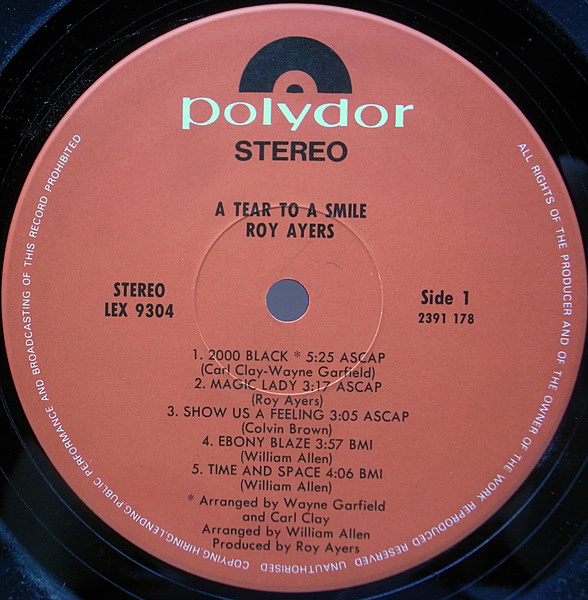 polydor
STEREO
A TEAR TO A SMILE
ROY AYERS
STEREO
LEX 9304
Side 1
2391 178
1. 2000 BLACK * 5:25 ASCAP
(Carl Clay-Wayne Garfield)
2. MAGIC LADY 3:17 ASCAP
(Roy Ayers)
3. SHOW US A FEELING 3:05 ASCAP
(Colvin Brown)
4. EBONY BLAZE 3:57 BMI
(William Allen)
5. TIME AND SPACE 4:06 BMI
(William Allen)
* Arranged by Wayne Garfield
and Carl Clay
Arranged by William Allen
Produced by Roy Ayers
ALL RIGHTS OF THE PRODUCER AND OF THE OWNER OF THE WORK REPRODUCED RESERVED UNAUTHORISED COPYING/HIRING/LENDING/PUBLIC PERFORMANCE AND BROADCASTING OF THIS RECORD PROHIBITED